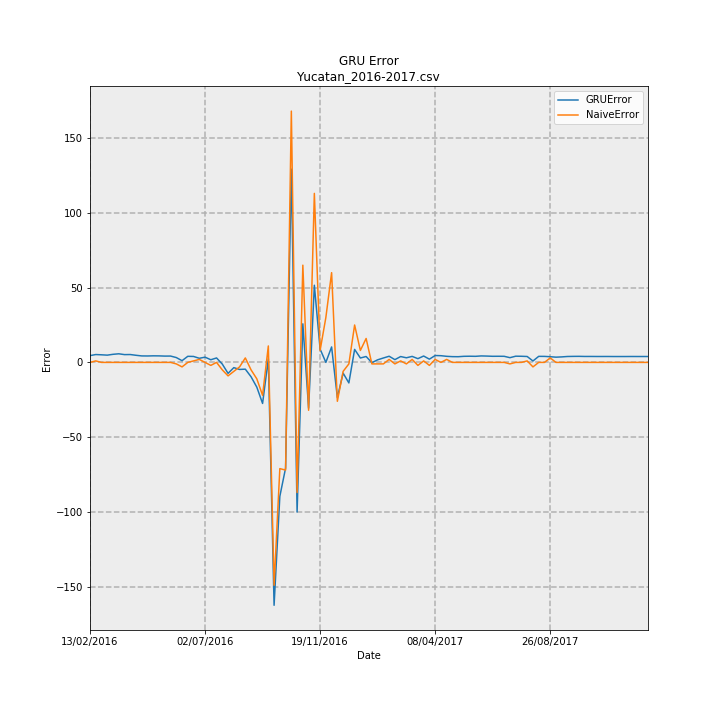 GRU Error
Yucatan_2016-2017.csv
GRUError
NaiveError
150
100
50
0
−50
−100
−150
Error
13/02/2016
02/07/2016
19/11/2016
08/04/2017
26/08/2017
Date